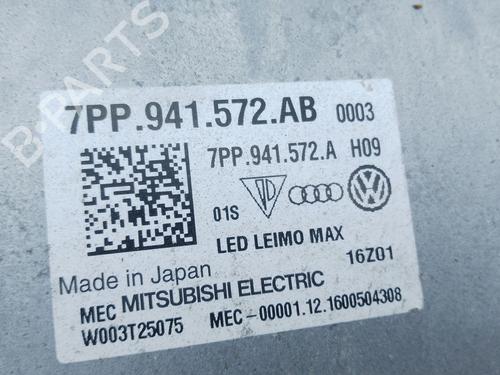 B-PARTS
7PP.941.572.AB 0003
7PP.941.572.A H09
01S
LED LEIMO MAX
Made in Japan 16Z01
MEC MITSUBISHI ELECTRIC
W003T25075 MEC-00001.12.1600504308